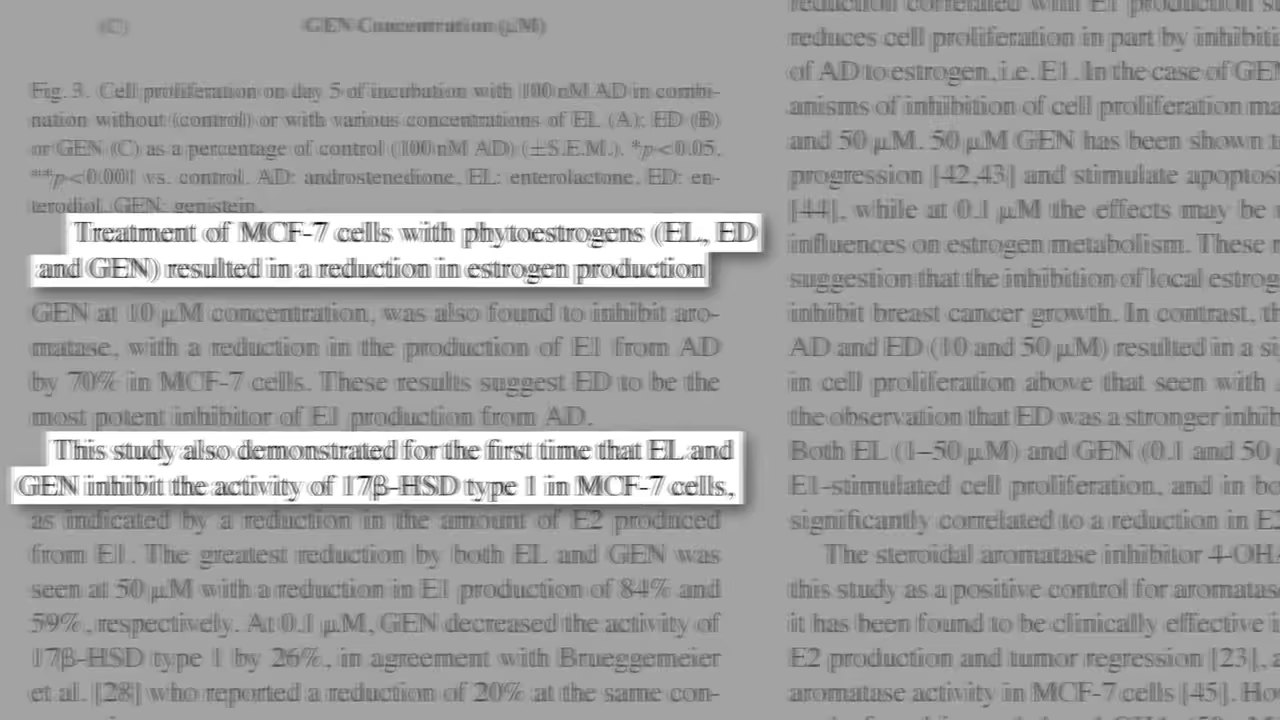 (C) GEN Concentration (µM)
Fig. 3. Cell proliferation on day 5 of incubation with 100 nM AD in combi-
nation without (control) or with various concentrations of EL (A); ED (B)
or GEN (C) as a percentage of control (100 nM AD) (±S.E.M.). *p<0.05,
**p<0.001 vs. control. AD: androstenedione, EL: enterolactone, ED: en-
terodiol, GEN: genistein.
Treatment of MCF-7 cells with phytoestrogens (EL, ED
and GEN) resulted in a reduction in estrogen production
GEN at 10 µM concentration, was also found to inhibit aro-
matase, with a reduction in the production of E1 from AD
by 70% in MCF-7 cells. These results suggest ED to be the
most potent inhibitor of E1 production from AD.
This study also demonstrated for the first time that EL and
GEN inhibit the activity of 17β-HSD type 1 in MCF-7 cells,
as indicated by a reduction in the amount of E2 produced
from E1. The greatest reduction by both EL and GEN was
seen at 50 µM with a reduction in E1 production of 84% and
59%, respectively. At 0.1 µM, GEN decreased the activity of
17β-HSD type 1 by 26%, in agreement with Brueggemeier
et al. [28] who reported a reduction of 20% at the same con-
reduction correlated with E1 production
reduces cell proliferation in part by
of AD to estrogen, i.e. E1. In the case of
anisms of inhibition of cell proliferation
and 50 µM. 50 µM GEN has been shown
progression [42,43] and stimulate
[44], while at 0.1 µM the effects may be
influences on estrogen metabolism. These
suggestion that the inhibition of local
inhibit breast cancer growth. In contrast,
AD and ED (10 and 50 µM) resulted in a
in cell proliferation above that seen with
the observation that ED was a stronger
Both EL (1–50 µM) and GEN (0.1 and 50
E1-stimulated cell proliferation, and in
significantly correlated to a reduction in
The steroidal aromatase inhibitor
this study as a positive control for
it has been found to be clinically effective
E2 production and tumor regression [23],
aromatase activity in MCF-7 cells [45].